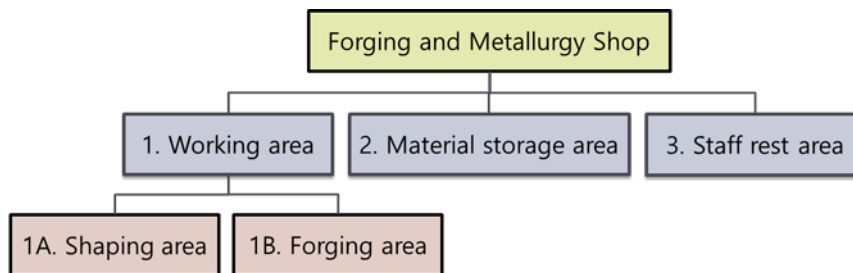 Forging and Metallurgy Shop
1. Working area
2. Material storage area
3. Staff rest area
1A. Shaping area
1B. Forging area